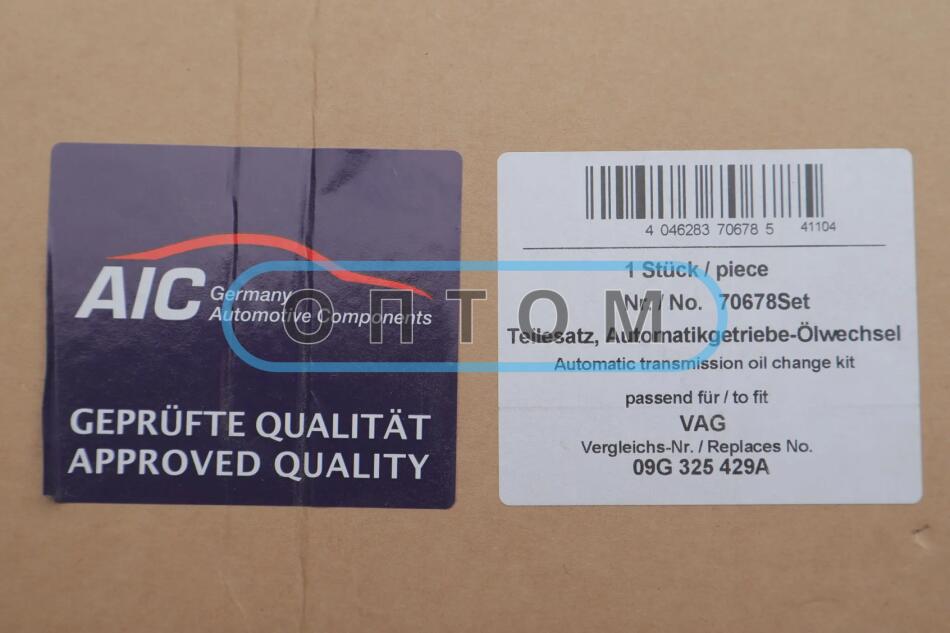 AIC Germany
Automotive Components
GEPRÜFTE QUALITÄT
APPROVED QUALITY
4 046283 70678 5 41104
1 Stück / piece
Nr. / No. 70678Set
Teilesatz, Automatikgetriebe-Ölwechsel
Automatic transmission oil change kit
passend für / to fit
VAG
Vergleichs-Nr. / Replaces No.
09G 325 429A
ОПТОМ